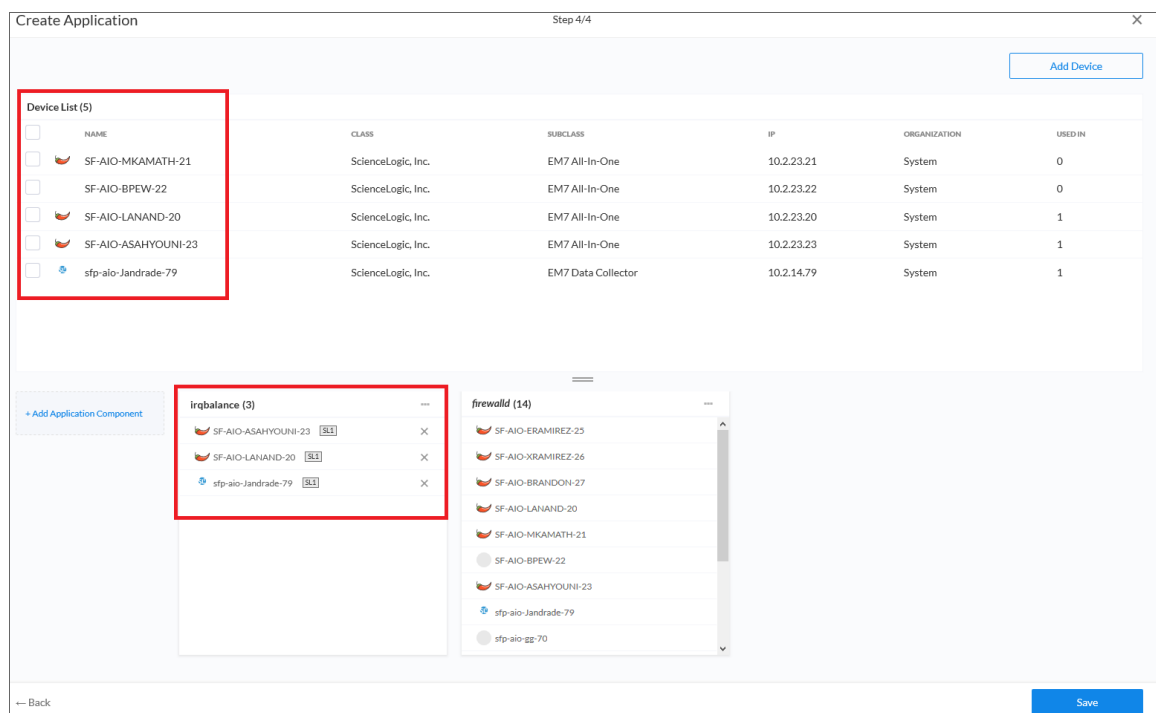 Create Application Step 4/4 ×
Add Device
Device List (5)
NAME CLASS SUBCLASS IP ORGANIZATION USED IN
SF-AIO-MKAMATH-21 ScienceLogic, Inc. EM7 All-In-One 10.2.23.21 System 0
SF-AIO-BPEW-22 ScienceLogic, Inc. EM7 All-In-One 10.2.23.22 System 0
SF-AIO-LANAND-20 ScienceLogic, Inc. EM7 All-In-One 10.2.23.20 System 1
SF-AIO-ASAHYOUNI-23 ScienceLogic, Inc. EM7 All-In-One 10.2.23.23 System 1
sfp-aio-Jandrade-79 ScienceLogic, Inc. EM7 Data Collector 10.2.14.79 System 1
+ Add Application Component
irqbalance (3) ...
SF-AIO-ASAHYOUNI-23 SL1 ×
SF-AIO-LANAND-20 SL1 ×
sfp-aio-Jandrade-79 SL1 ×
firewalld (14) ...
SF-AIO-ERAMIREZ-25
SF-AIO-XRAMIREZ-26
SF-AIO-BRANDON-27
SF-AIO-LANAND-20
SF-AIO-MKAMATH-21
SF-AIO-BPEW-22
SF-AIO-ASAHYOUNI-23
sfp-aio-Jandrade-79
sfp-aio-gg-70
← Back
Save